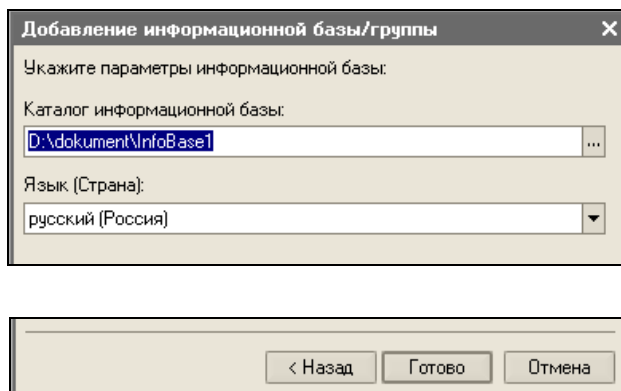 Добавление информационной базы/группы
Укажите параметры информационной базы:
Каталог информационной базы:
D:\dokument\InfoBase1
...
Язык (Страна):
русский (Россия)
< Назад Готово Отмена